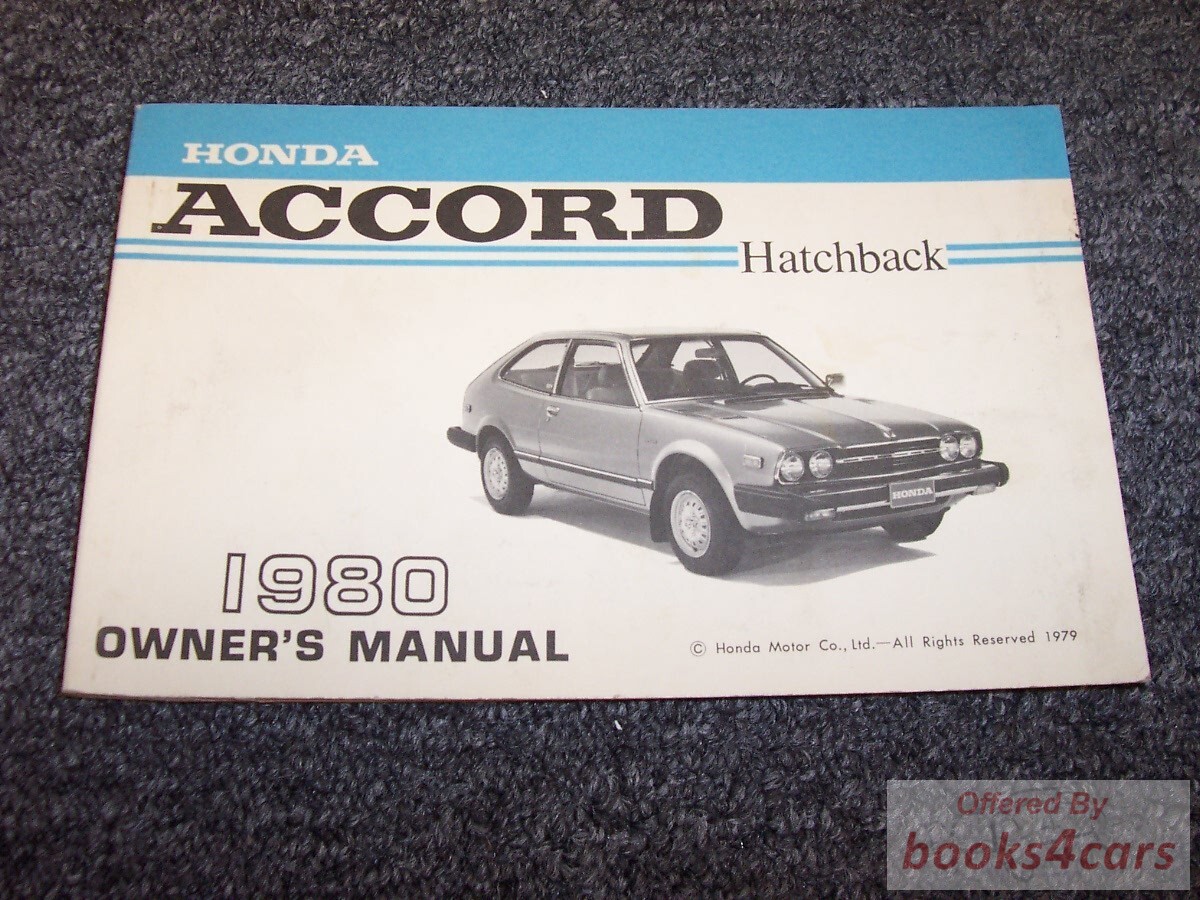 HONDA
ACCORD
Hatchback
HONDA
1980
OWNER'S MANUAL
© Honda Motor Co., Ltd.—All Rights Reserved 1979
Offered By
books4cars